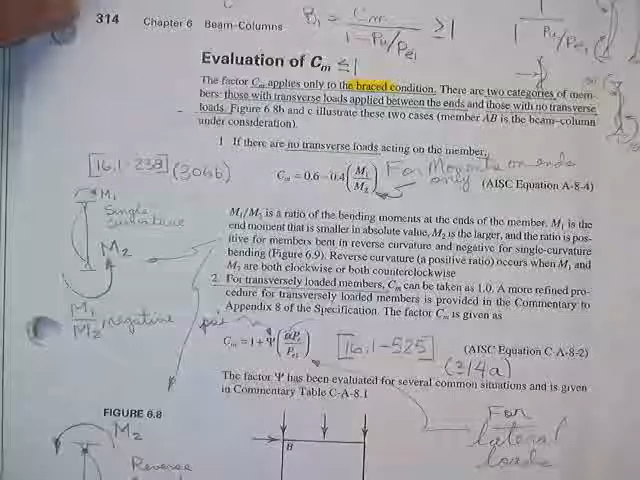 314 Chapter 6 Beam-Columns
B₁ = Cm / (1 - Pu/Pe1) ≥ 1
1 Pu/Pe1
Evaluation of Cm ≤ 1
The factor Cm applies only to the braced condition. There are two categories of mem-
bers: those with transverse loads applied between the ends and those with no transverse
loads. Figure 6.8b and c illustrate these two cases (member AB is the beam-column
under consideration).
1 If there are no transverse loads acting on the member,
[16.1-238] (306b)
Cm = 0.6 - 0.4(M₁/M₂) (AISC Equation A-8-4)
For Moments on ends
only
M₁
Single
curvature
M₂
M₁/M₂ is a ratio of the bending moments at the ends of the member. M₁ is the
end moment that is smaller in absolute value, M₂ is the larger, and the ratio is pos-
itive for members bent in reverse curvature and negative for single-curvature
bending (Figure 6.9). Reverse curvature (a positive ratio) occurs when M₁ and
M₂ are both clockwise or both counterclockwise
2 For transversely loaded members, Cm can be taken as 1.0. A more refined pro-
cedure for transversely loaded members is provided in the Commentary to
Appendix 8 of the Specification. The factor Cm is given as
M₁/M₂ negative
Cm = 1 + Ψ(αPr/Pe1) [16.1-525] (AISC Equation C-A-8-2)
(314a)
The factor Ψ has been evaluated for several common situations and is given
in Commentary Table C-A-8.1
For
lateral
loads
FIGURE 6.8
M₂
Reverse
B